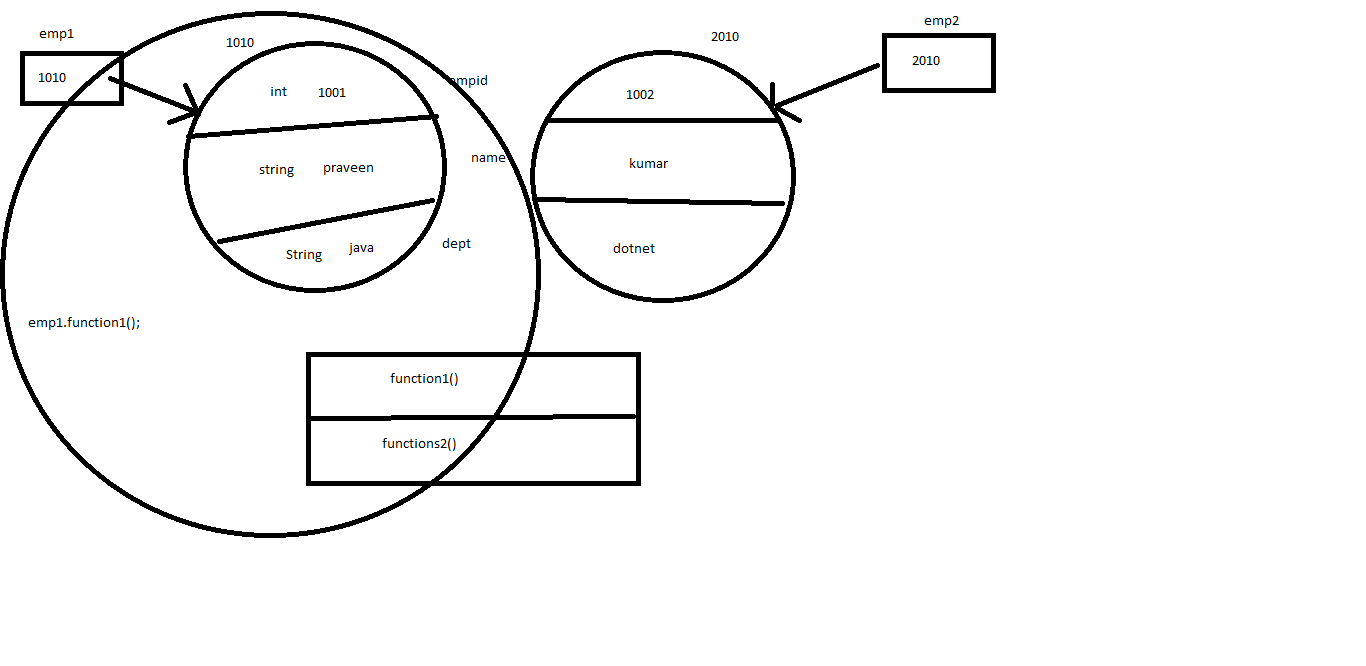 emp1
emp2
1010
2010
1010
2010
int 1001
empid
1002
string praveen
name
kumar
String java
dept
dotnet
emp1.function1();
function1()
functions2()